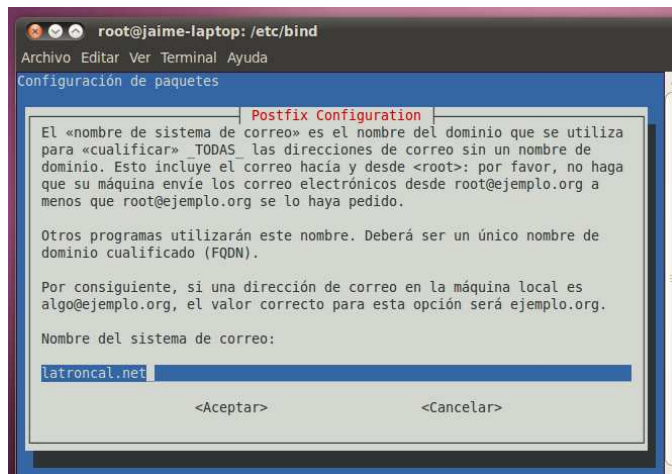 root@jaime-laptop: /etc/bind
Archivo Editar Ver Terminal Ayuda
Configuración de paquetes
Postfix Configuration
El «nombre de sistema de correo» es el nombre del dominio que se utiliza
para «cualificar» _TODAS_ las direcciones de correo sin un nombre de
dominio. Esto incluye el correo hacía y desde <root>: por favor, no haga
que su máquina envíe los correo electrónicos desde root@ejemplo.org a
menos que root@ejemplo.org se lo haya pedido.
Otros programas utilizarán este nombre. Deberá ser un único nombre de
dominio cualificado (FQDN).
Por consiguiente, si una dirección de correo en la máquina local es
algo@ejemplo.org, el valor correcto para esta opción será ejemplo.org.
Nombre del sistema de correo:
latroncal.net
<Aceptar> <Cancelar>